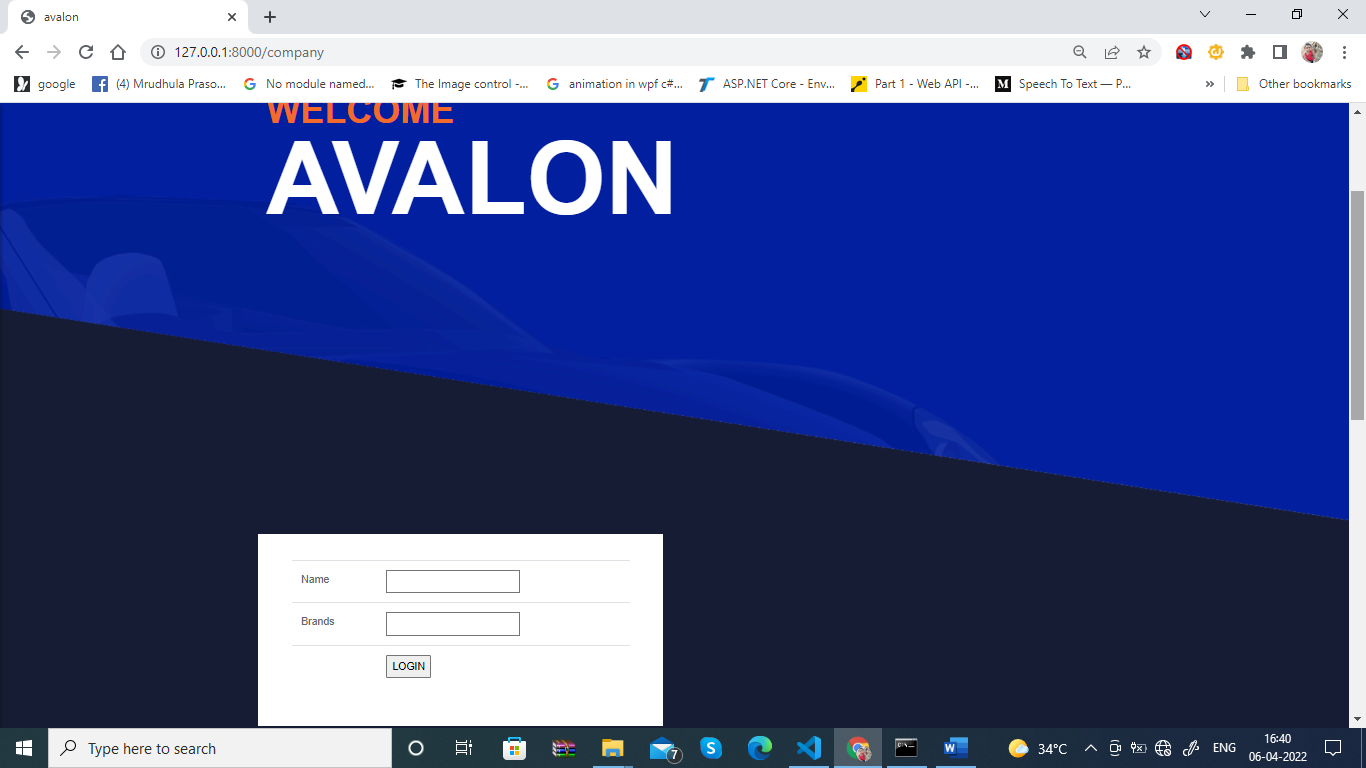 avalon
127.0.0.1:8000/company
google
(4) Mrudhula Praso...
No module named...
The Image control -...
animation in wpf c#...
ASP.NET Core - Env...
Part 1 - Web API -...
Speech To Text — P...
»
Other bookmarks
WELCOME
AVALON
Name
Brands
LOGIN
Type here to search
7
34°C
ENG
16:40
06-04-2022